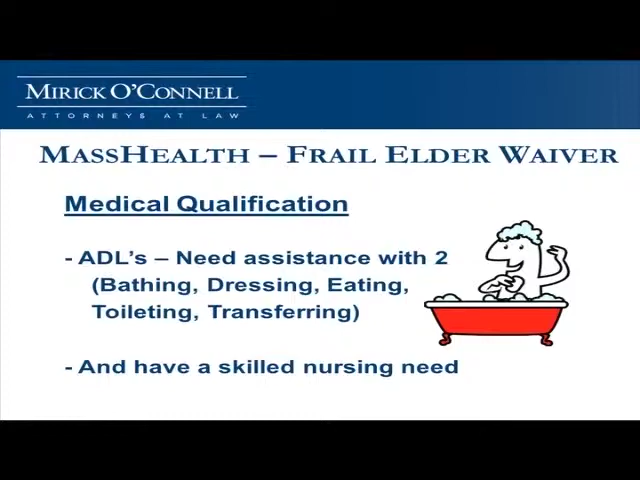 MIRICK O'CONNELL
ATTORNEYS AT LAW
MASSHEALTH – FRAIL ELDER WAIVER
Medical Qualification
- ADL's – Need assistance with 2
(Bathing, Dressing, Eating,
Toileting, Transferring)
- And have a skilled nursing need